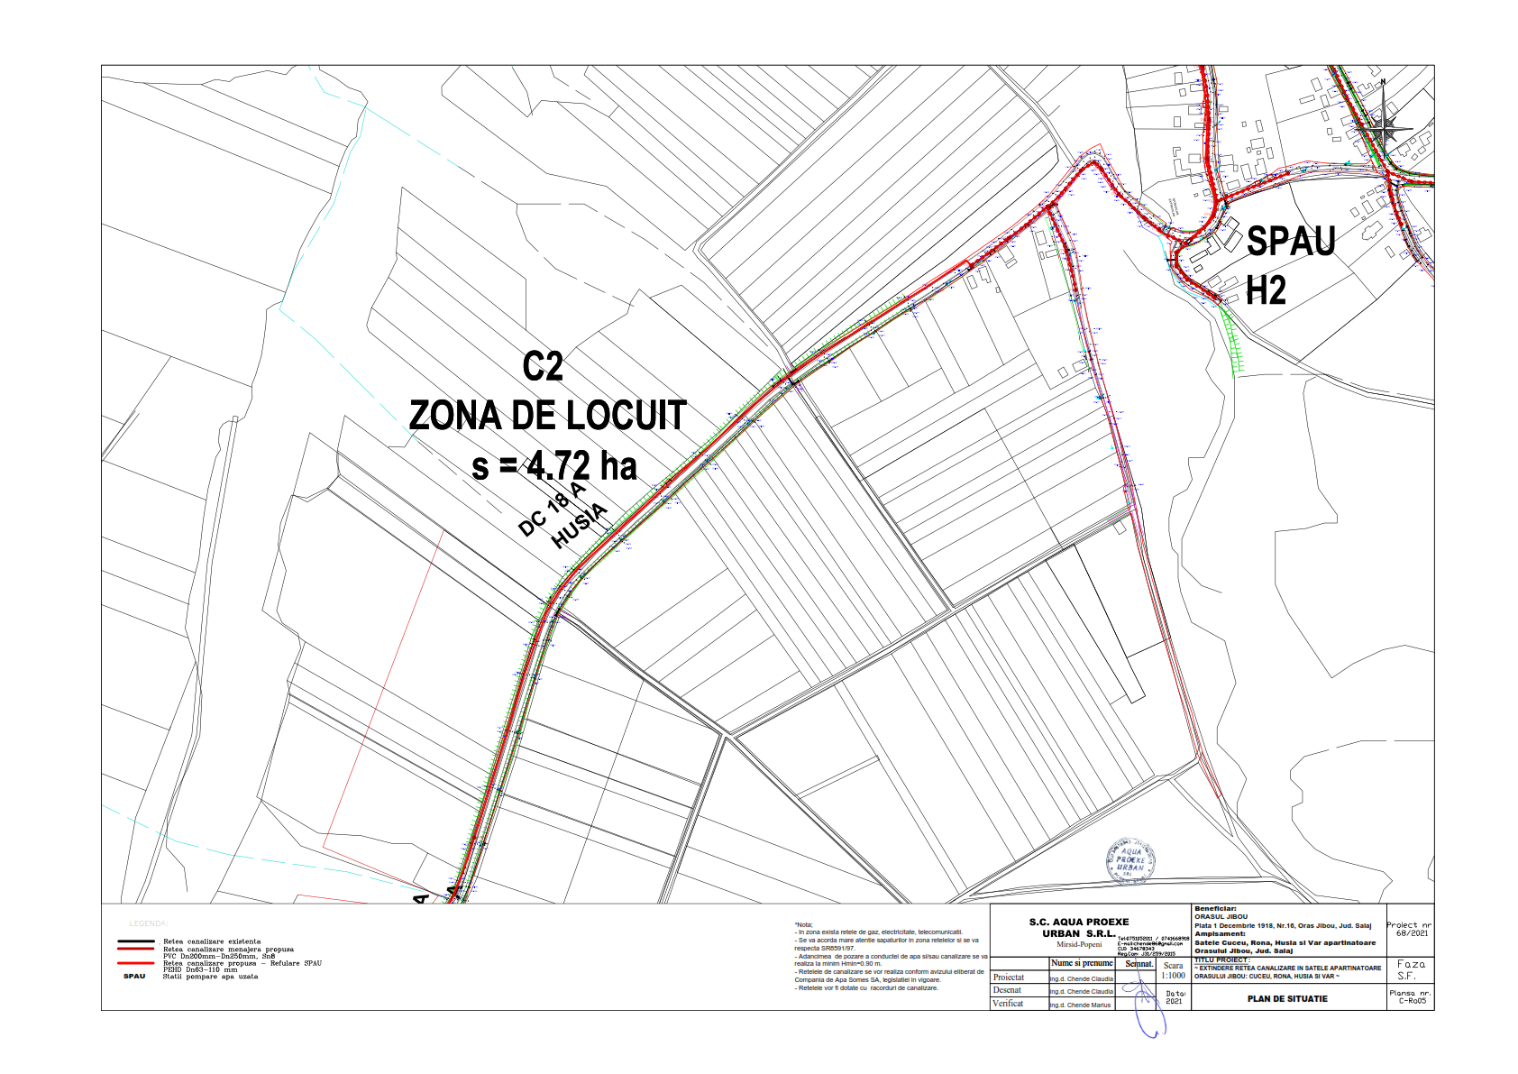 N
SPAU
H2
C2
ZONA DE LOCUIT
s = 4.72 ha
DC 18 A
HUSIA
A
A
AQUA
PROEXE
URBAN
SRL
LEGENDA:
Retea canalizare existenta
Retea canalizare menajera propusa
PVC Dn200mm-Dn250mm, Sn8
Retea canalizare propusa - Refulare SPAU
PEHD Dn63-110 mm
SPAU Statii pompare apa uzata
*Nota;
- In zona exista retele de gaz, electricitate, telecomunicatii.
- Se va acorda mare atentie sapaturilor in zona retelelor si se va
respecta SR8591/97.
- Adancimea de pozare a conductei de apa si/sau canalizare se va
realiza la minim Hmin=0.90 m.
- Retelele de canalizare se vor realiza conform avizului eliberat de
Compania de Apa Somes SA, legislatiei in vigoare.
- Retelele vor fi dotate cu racorduri de canalizare.
S.C. AQUA PROEXE
URBAN S.R.L.
Mirsid-Popeni
Nume si prenume Semnat.
Proiectat ing.d. Chende Claudia
Desenat ing.d. Chende Claudia
Verificat ing.d. Chende Marius
Scara
1:1000
Data:
2021
Beneficiar:
ORASUL JIBOU
Piata 1 Decembrie 1918, Nr.16, Oras Jibou, Jud. Salaj
Amplsament:
Satele Cuceu, Rona, Husia si Var apartinatoare
Orasului Jibou, Jud. Salaj
TITLU PROIECT:
~ EXTINDERE RETEA CANALIZARE IN SATELE APARTINATOARE
ORASULUI JIBOU: CUCEU, RONA, HUSIA SI VAR ~
PLAN DE SITUATIE
Proiect nr
68/2021
Faza
S.F.
Plansa nr.
C-Ra05